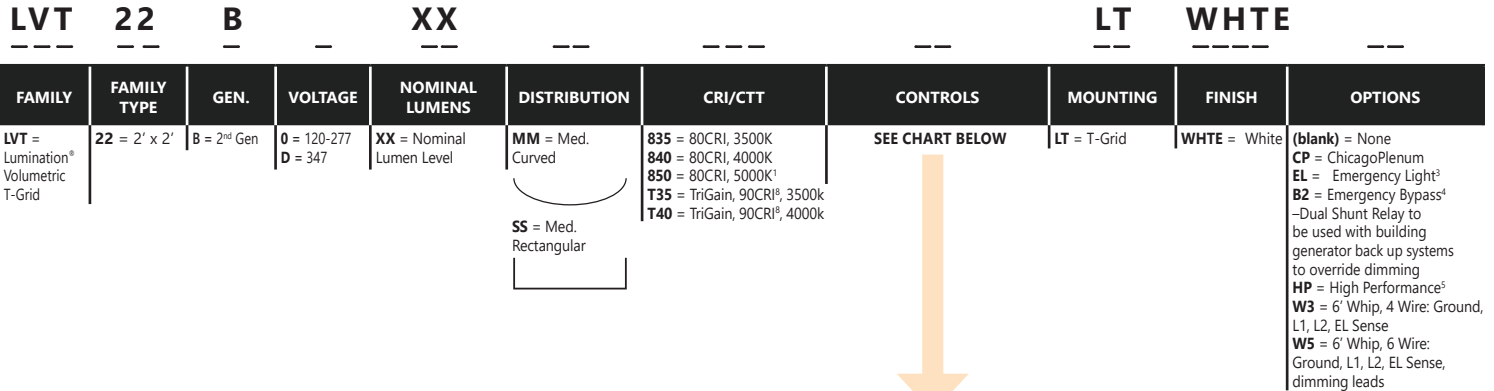 LVT 22 B XX LT WHTE
FAMILY
FAMILY TYPE
GEN.
VOLTAGE
NOMINAL LUMENS
DISTRIBUTION
CRI/CTT
CONTROLS
MOUNTING
FINISH
OPTIONS
LVT =
Lumination®
Volumetric
T-Grid
22 = 2' x 2'
B = 2nd Gen
0 = 120-277
D = 347
XX = Nominal
Lumen Level
MM = Med.
Curved
SS = Med.
Rectangular
835 = 80CRI, 3500K
840 = 80CRI, 4000K
850 = 80CRI, 5000K¹
T35 = TriGain, 90CRI⁸, 3500k
T40 = TriGain, 90CRI⁸, 4000k
SEE CHART BELOW
LT = T-Grid
WHTE = White
(blank) = None
CP = ChicagoPlenum
EL = Emergency Light³
B2 = Emergency Bypass⁴
–Dual Shunt Relay to
be used with building
generator back up systems
to override dimming
HP = High Performance⁵
W3 = 6' Whip, 4 Wire: Ground,
L1, L2, EL Sense
W5 = 6' Whip, 6 Wire:
Ground, L1, L2, EL Sense,
dimming leads